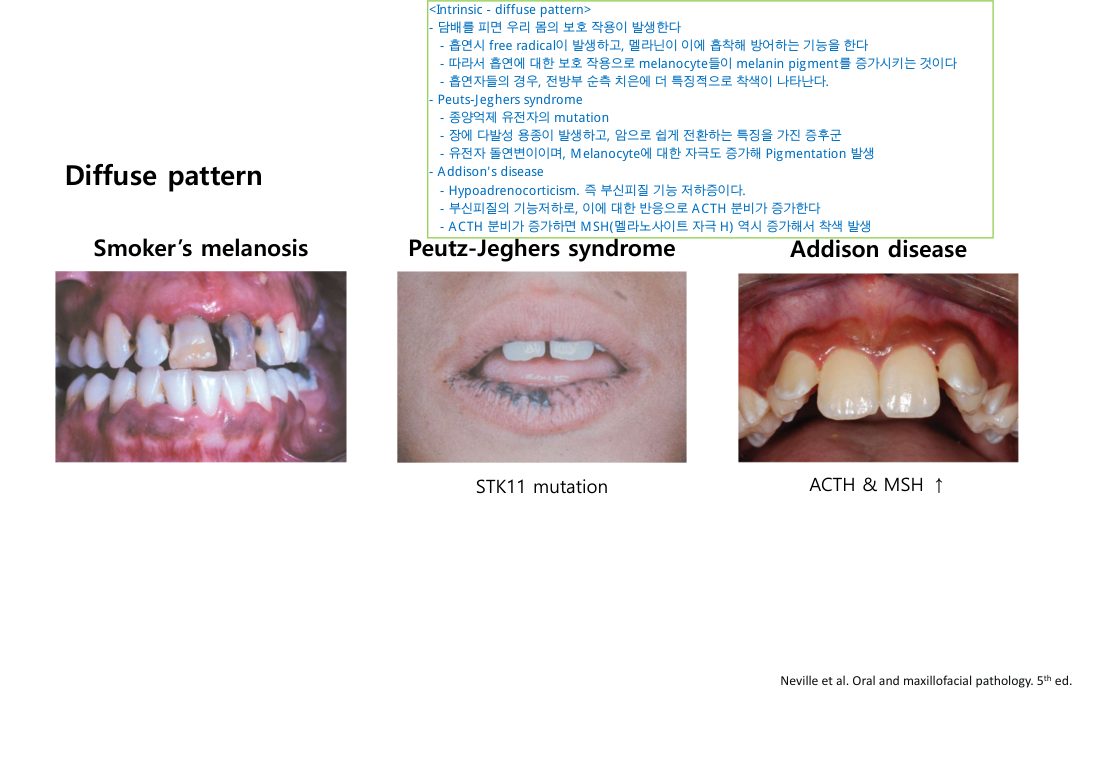 <Intrinsic - diffuse pattern>
- 담배를 피면 우리 몸의 보호 작용이 발생한다
- 흡연시 free radical이 발생하고, 멜라닌이 이에 흡착해 방어하는 기능을 한다
- 따라서 흡연에 대한 보호 작용으로 melanocyte들이 melanin pigment를 증가시키는 것이다
- 흡연자들의 경우, 전방부 순측 치은에 더 특징적으로 착색이 나타난다.
- Peuts-Jeghers syndrome
- 종양억제 유전자의 mutation
- 장에 다발성 용종이 발생하고, 암으로 쉽게 전환하는 특징을 가진 증후군
- 유전자 돌연변이이며, Melanocyte에 대한 자극도 증가해 Pigmentation 발생
- Addison's disease
- Hypoadrenocorticism. 즉 부신피질 기능 저하증이다.
- 부신피질의 기능저하로, 이에 대한 반응으로 ACTH 분비가 증가한다
- ACTH 분비가 증가하면 MSH(멜라노사이트 자극 H) 역시 증가해서 착색 발생
Diffuse pattern
Smoker’s melanosis
Peutz-Jeghers syndrome
Addison disease
STK11 mutation
ACTH & MSH ↑
Neville et al. Oral and maxillofacial pathology. 5th ed.